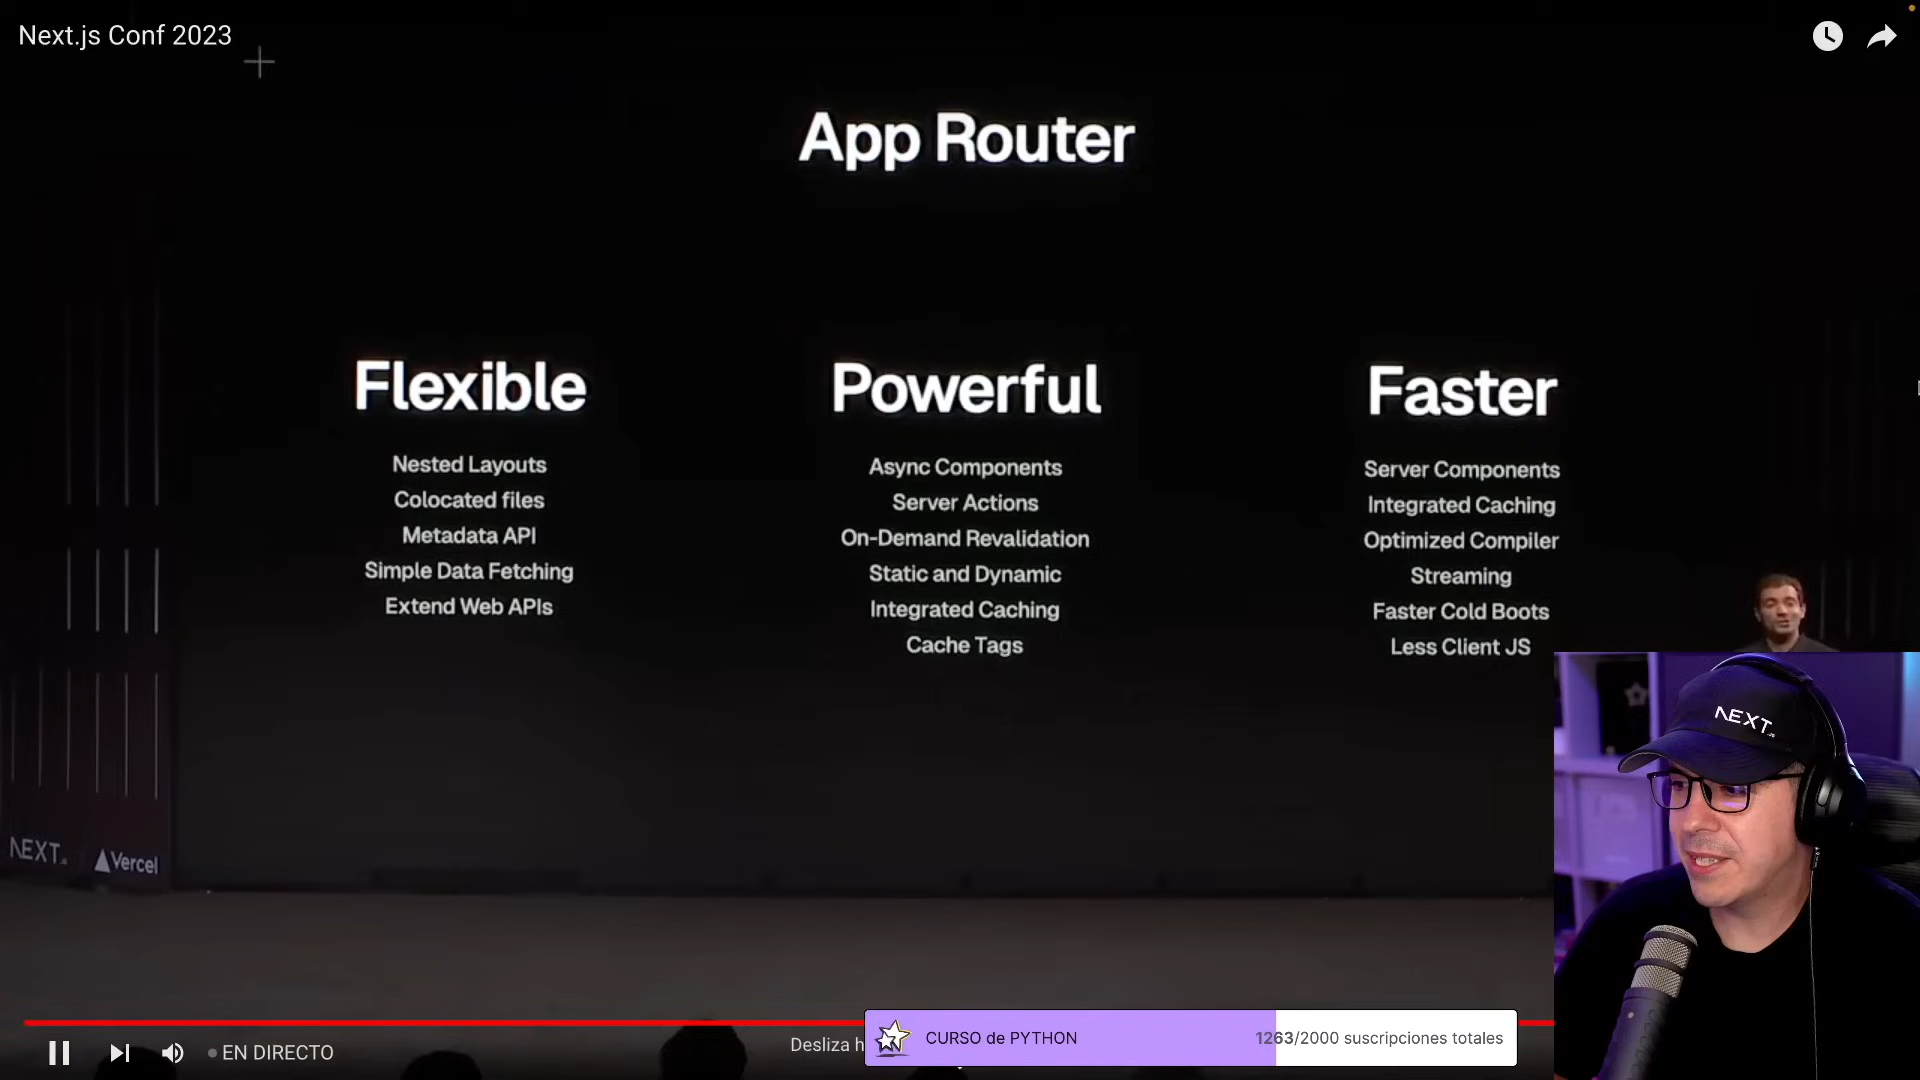 Next.js Conf 2023
App Router
Flexible
Nested Layouts
Colocated files
Metadata API
Simple Data Fetching
Extend Web APIs
Powerful
Async Components
Server Actions
On-Demand Revalidation
Static and Dynamic
Integrated Caching
Cache Tags
Faster
Server Components
Integrated Caching
Optimized Compiler
Streaming
Faster Cold Boots
Less Client JS
NEXT.JS
NEXT.JS
Vercel
EN DIRECTO
Desliza h
CURSO de PYTHON
1263/2000 suscripciones totales